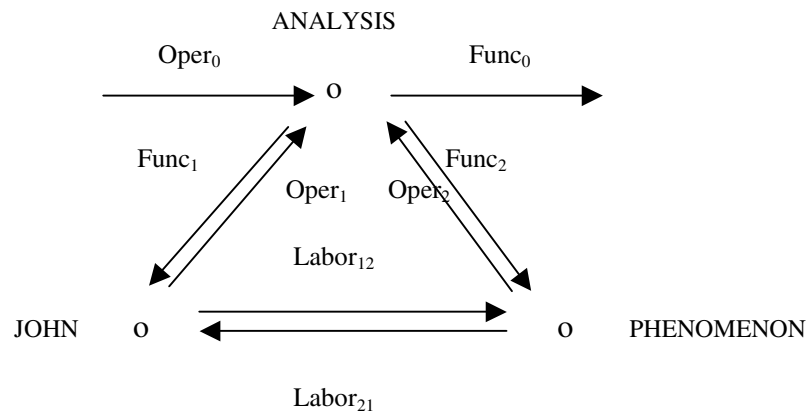 ANALYSIS
Oper₀ Func₀
o
Func₁ Func₂
Oper₁ Oper₂
Labor₁₂
JOHN o o PHENOMENON
Labor₂₁